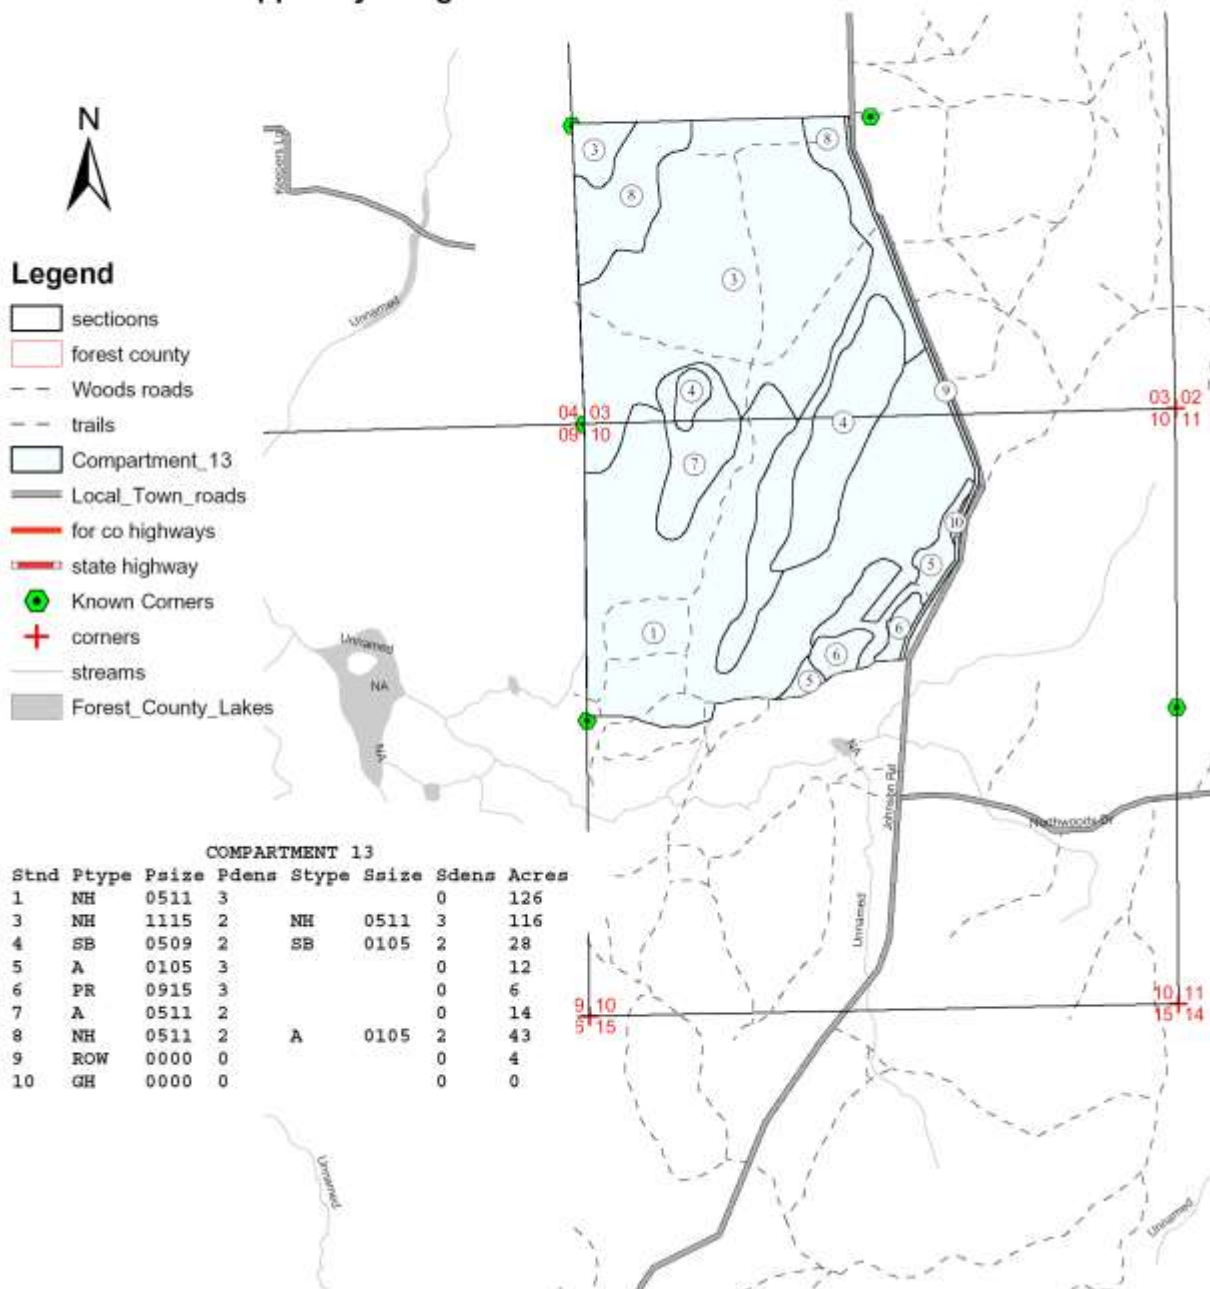 N
Legend
sectioons
forest county
Woods roads
trails
Compartment_13
Local_Town_roads
for co highways
state highway
Known Corners
corners
streams
Forest_County_Lakes
Unnamed
3
8
8
3
4
9
04 03
09 10
03 02
10 11
4
7
10
5
1
6
6
5
Unnamed
NA
NA
NA
Johnson Rd
Northwoods Dr
Unnamed
9 10
15
10 11
15 14
Unnamed
Unnamed
COMPARTMENT 13
Stnd Ptype Psize Pdens Stype Ssize Sdens Acres
1 NH 0511 3 0 126
3 NH 1115 2 NH 0511 3 116
4 SB 0509 2 SB 0105 2 28
5 A 0105 3 0 12
6 PR 0915 3 0 6
7 A 0511 2 0 14
8 NH 0511 2 A 0105 2 43
9 ROW 0000 0 0 4
10 GH 0000 0 0 0